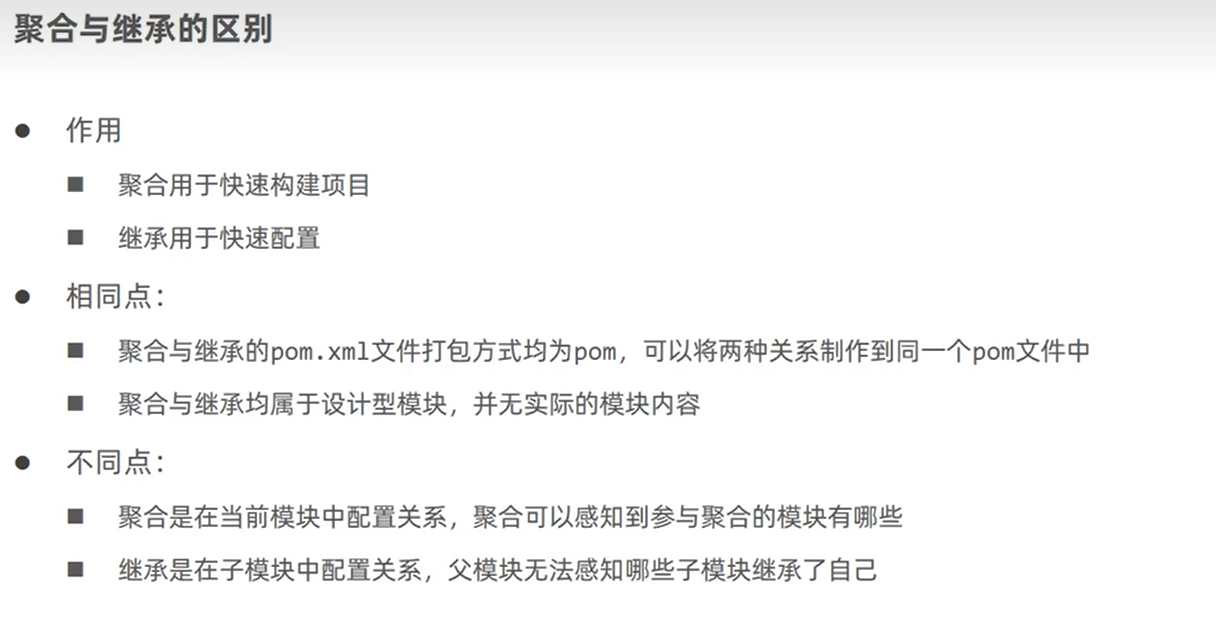 聚合与继承的区别
● 作用
■ 聚合用于快速构建项目
■ 继承用于快速配置
● 相同点：
■ 聚合与继承的pom.xml文件打包方式均为pom，可以将两种关系制作到同一个pom文件中
■ 聚合与继承均属于设计型模块，并无实际的模块内容
● 不同点：
■ 聚合是在当前模块中配置关系，聚合可以感知到参与聚合的模块有哪些
■ 继承是在子模块中配置关系，父模块无法感知哪些子模块继承了自己